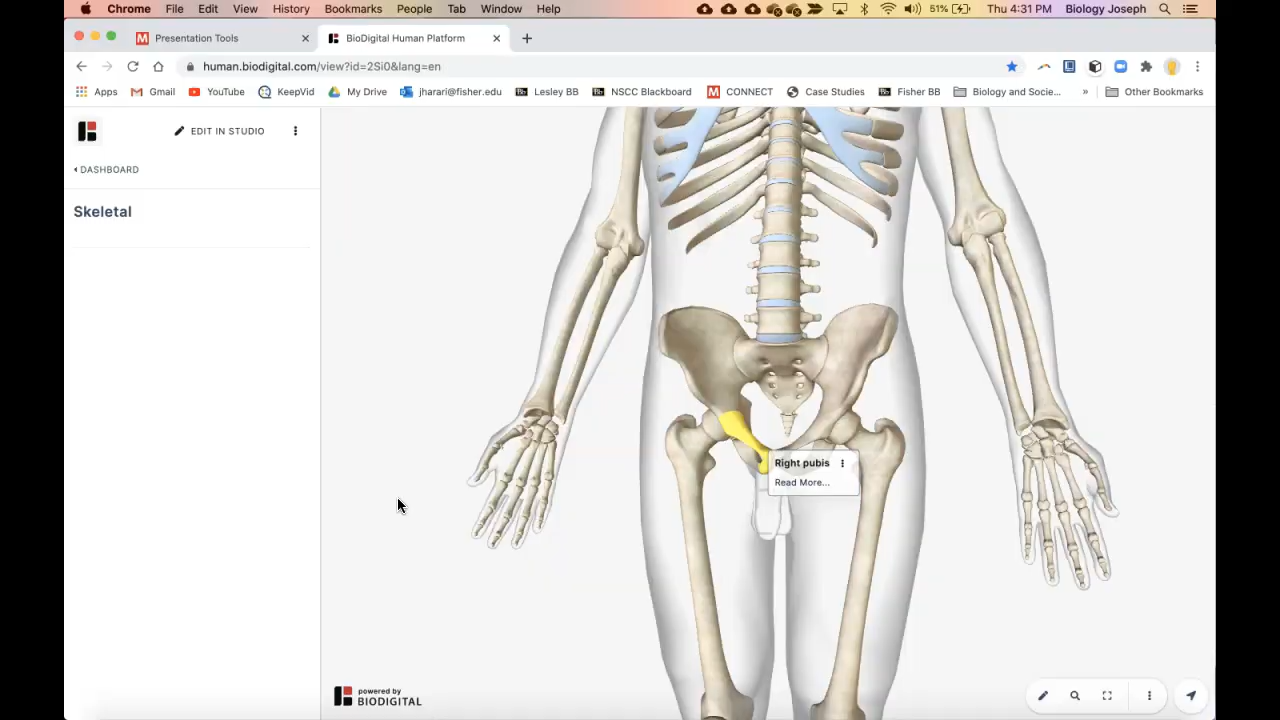 Chrome File Edit View History Bookmarks People Tab Window Help 51% Thu 4:31 PM Biology Joseph
Presentation Tools BioDigital Human Platform
human.biodigital.com/view?id=2Si0&lang=en
Apps Gmail YouTube KeepVid My Drive jharari@fisher.edu Lesley BB NSCC Blackboard CONNECT Case Studies Fisher BB Biology and Socie... » Other Bookmarks
EDIT IN STUDIO
DASHBOARD
Skeletal
Right pubis
Read More...
powered by
BIODIGITAL